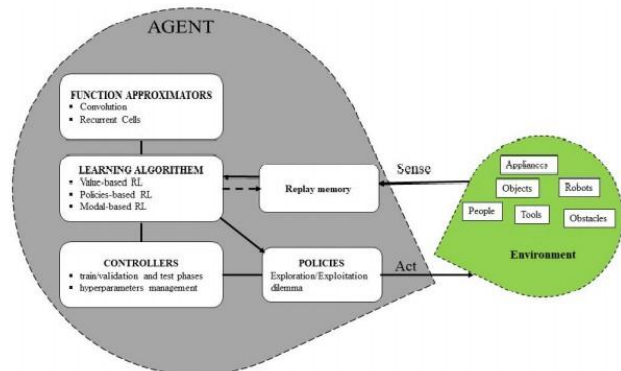 AGENT
FUNCTION APPROXIMATORS
▪ Convolution
▪ Recurrent Cells
LEARNING ALGORITHEM
▪ Value-based RL
▪ Policies-based RL
▪ Modal-based RL
Replay memory
CONTROLLERS
▪ train/validation and test phases
▪ hyperparameters management
POLICIES
Exploration/Exploitation
dilemma
Sense
Act
Appliances
Objects
Robots
People
Tools
Obstacles
Environment